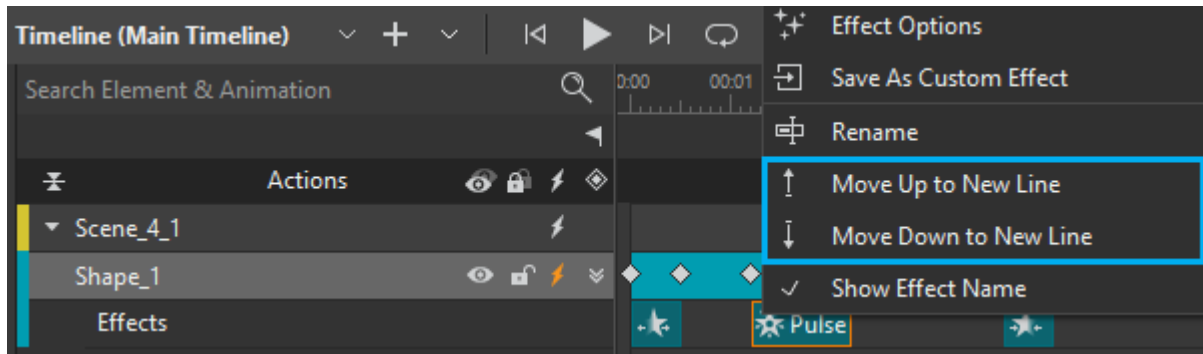 Timeline (Main Timeline)
Effect Options
Search Element & Animation
0:00
00:01
Save As Custom Effect
Rename
Actions
Move Up to New Line
Scene_4_1
Move Down to New Line
Shape_1
Show Effect Name
Effects
Pulse